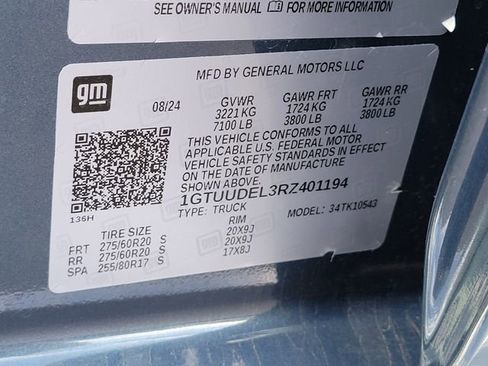 SEE OWNER'S MANUAL
gm
MFD BY GENERAL MOTORS LLC
08/24
GVWR GAWR FRT GAWR RR
3221 KG 1724 KG 1724 KG
7100 LB 3800 LB 3800 LB
THIS VEHICLE CONFORMS TO ALL
APPLICABLE U.S. FEDERAL MOTOR
VEHICLE SAFETY STANDARDS IN EFFECT
ON THE DATE OF MANUFACTURE
SHOWN ABOVE.
1GTUUDEL3RZ401194
TYPE: TRUCK MODEL: 34TK10543
136H
TIRE SIZE RIM
FRT 275/60R20 S 20X9J
RR 275/60R20 S 20X9J
SPA 255/80R17 S 17X8J